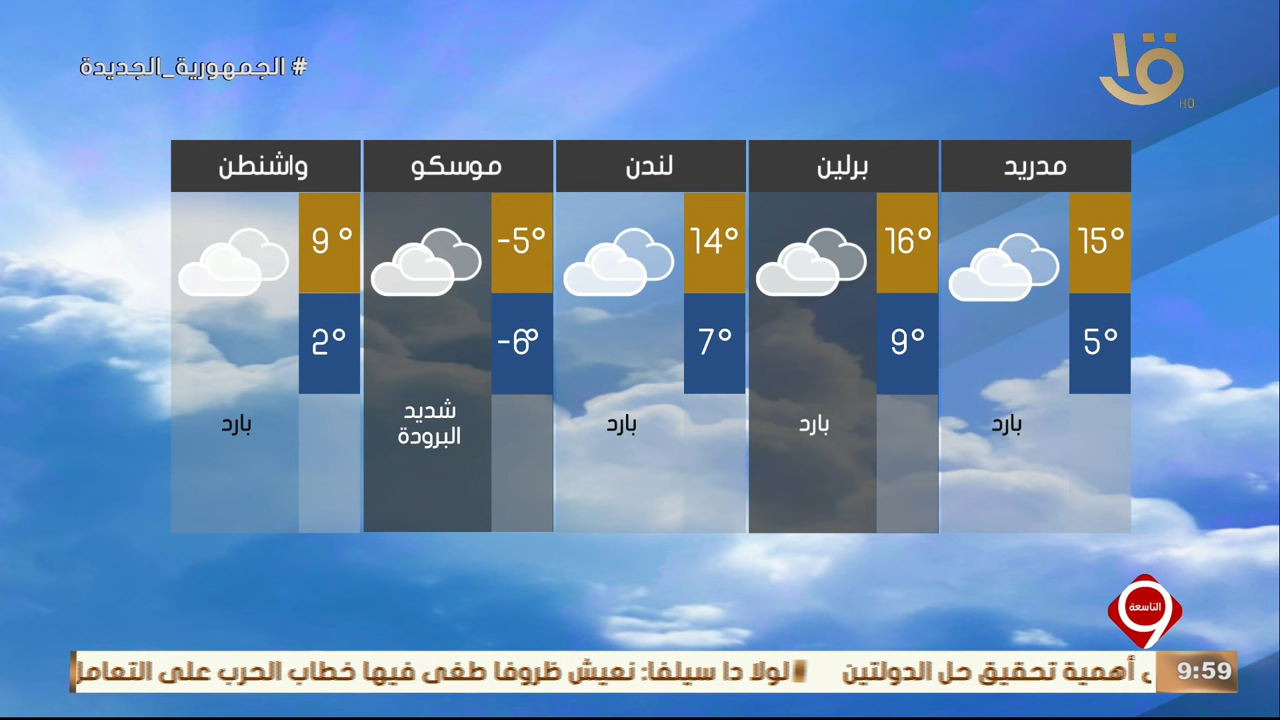 # الجمهورية_الجديدة
HD
مدريد
15°
5°
بارد
برلين
16°
9°
بارد
لندن
14°
7°
بارد
موسكو
-5°
-6°
شديد
البرودة
واشنطن
9 °
2°
بارد
التاسعة
9
9:59
أهمية تحقيق حل الدولتين
لولا دا سيلفا: نعيش ظروفا طغى فيها خطاب الحرب على التعامل